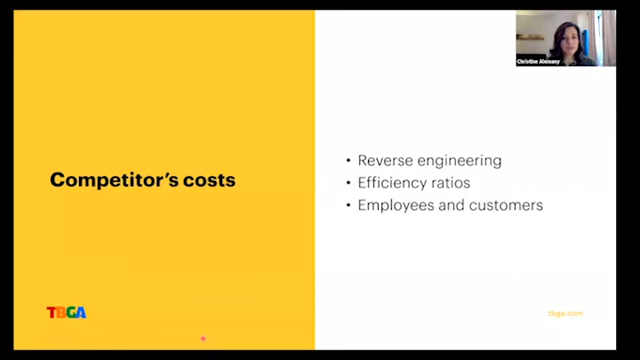 Christine Alemany
Competitor's costs
• Reverse engineering
• Efficiency ratios
• Employees and customers
TBGA
tbga.com